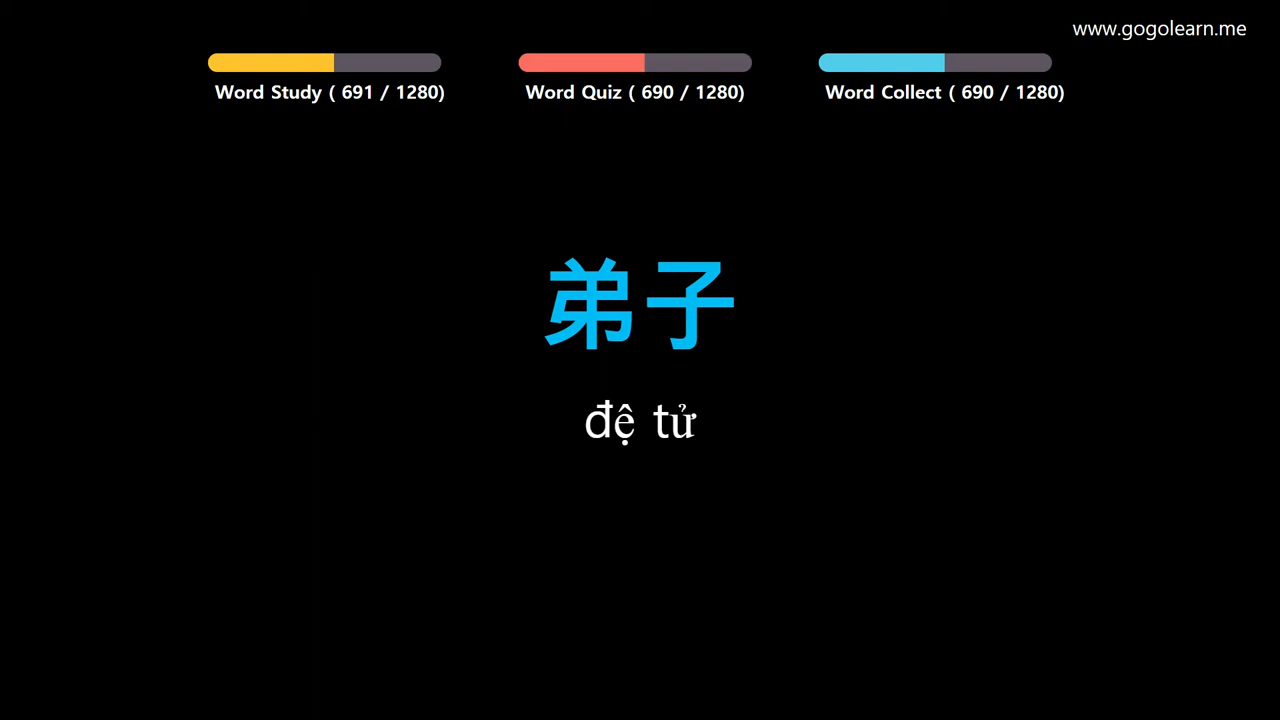 www.gogolearn.me
Word Study ( 691 / 1280)
Word Quiz ( 690 / 1280)
Word Collect ( 690 / 1280)
弟子
đệ tử